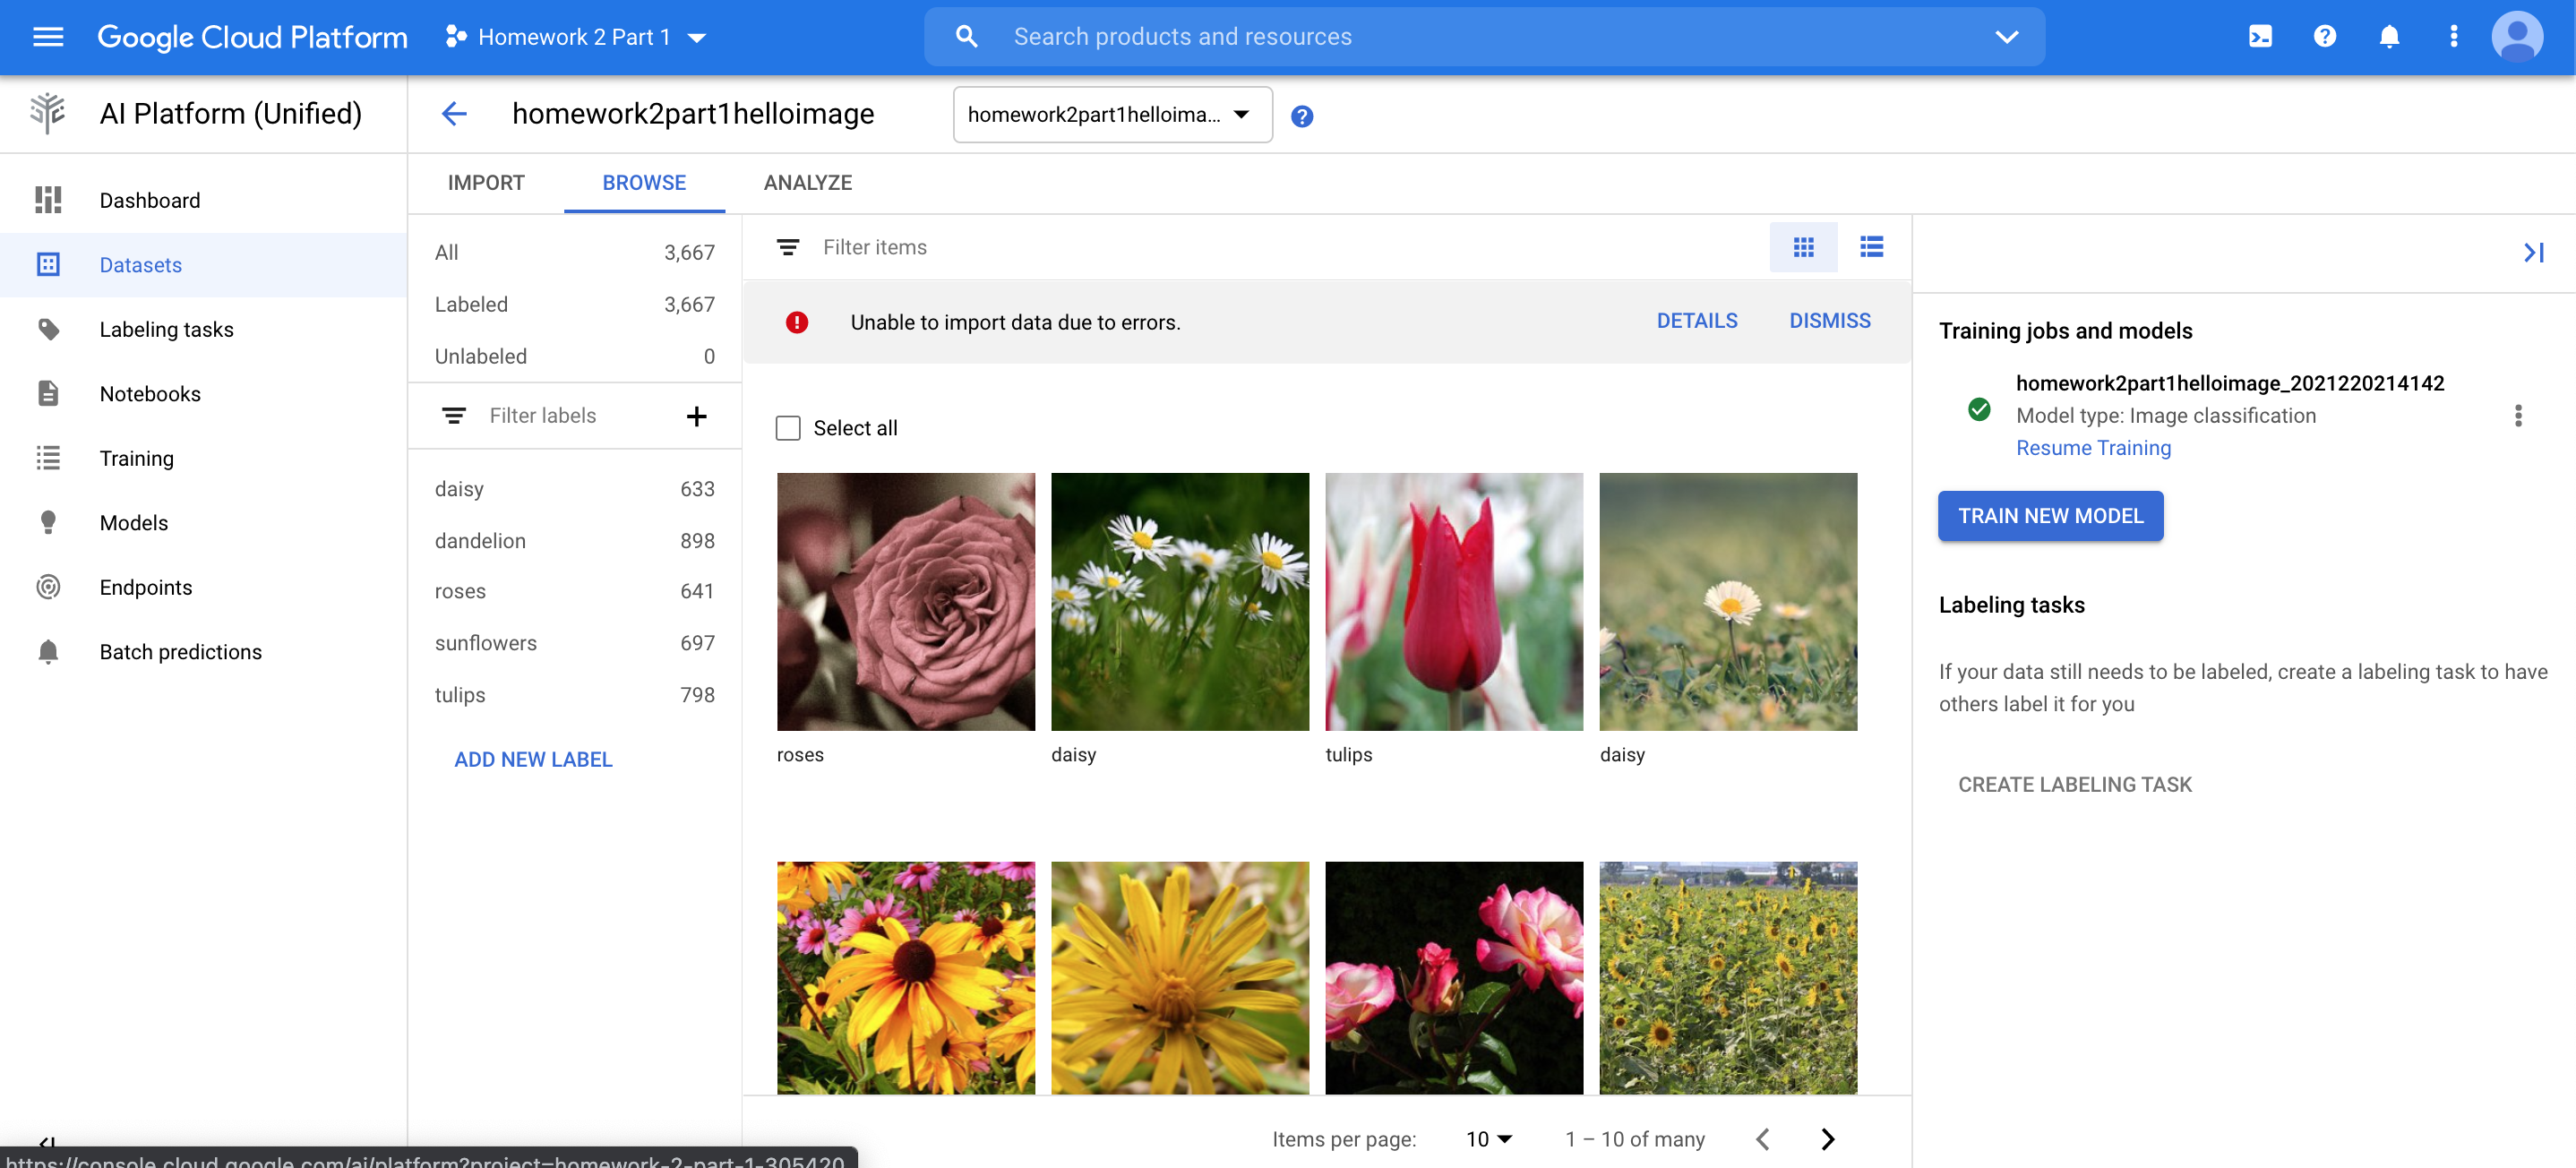 Google Cloud Platform
Homework 2 Part 1
Search products and resources
AI Platform (Unified)
homework2part1helloimage
homework2part1helloima...
IMPORT
BROWSE
ANALYZE
Dashboard
Datasets
Labeling tasks
Notebooks
Training
Models
Endpoints
Batch predictions
All 3,667
Labeled 3,667
Unlabeled 0
Filter labels
daisy 633
dandelion 898
roses 641
sunflowers 697
tulips 798
ADD NEW LABEL
Filter items
Unable to import data due to errors.
DETAILS
DISMISS
Select all
roses
daisy
tulips
daisy
Items per page: 10
1 – 10 of many
Training jobs and models
homework2part1helloimage_2021220214142
Model type: Image classification
Resume Training
TRAIN NEW MODEL
Labeling tasks
If your data still needs to be labeled, create a labeling task to have
others label it for you
CREATE LABELING TASK
https://console.cloud.google.com/ai/platform?project=homework-2-part-1-305420